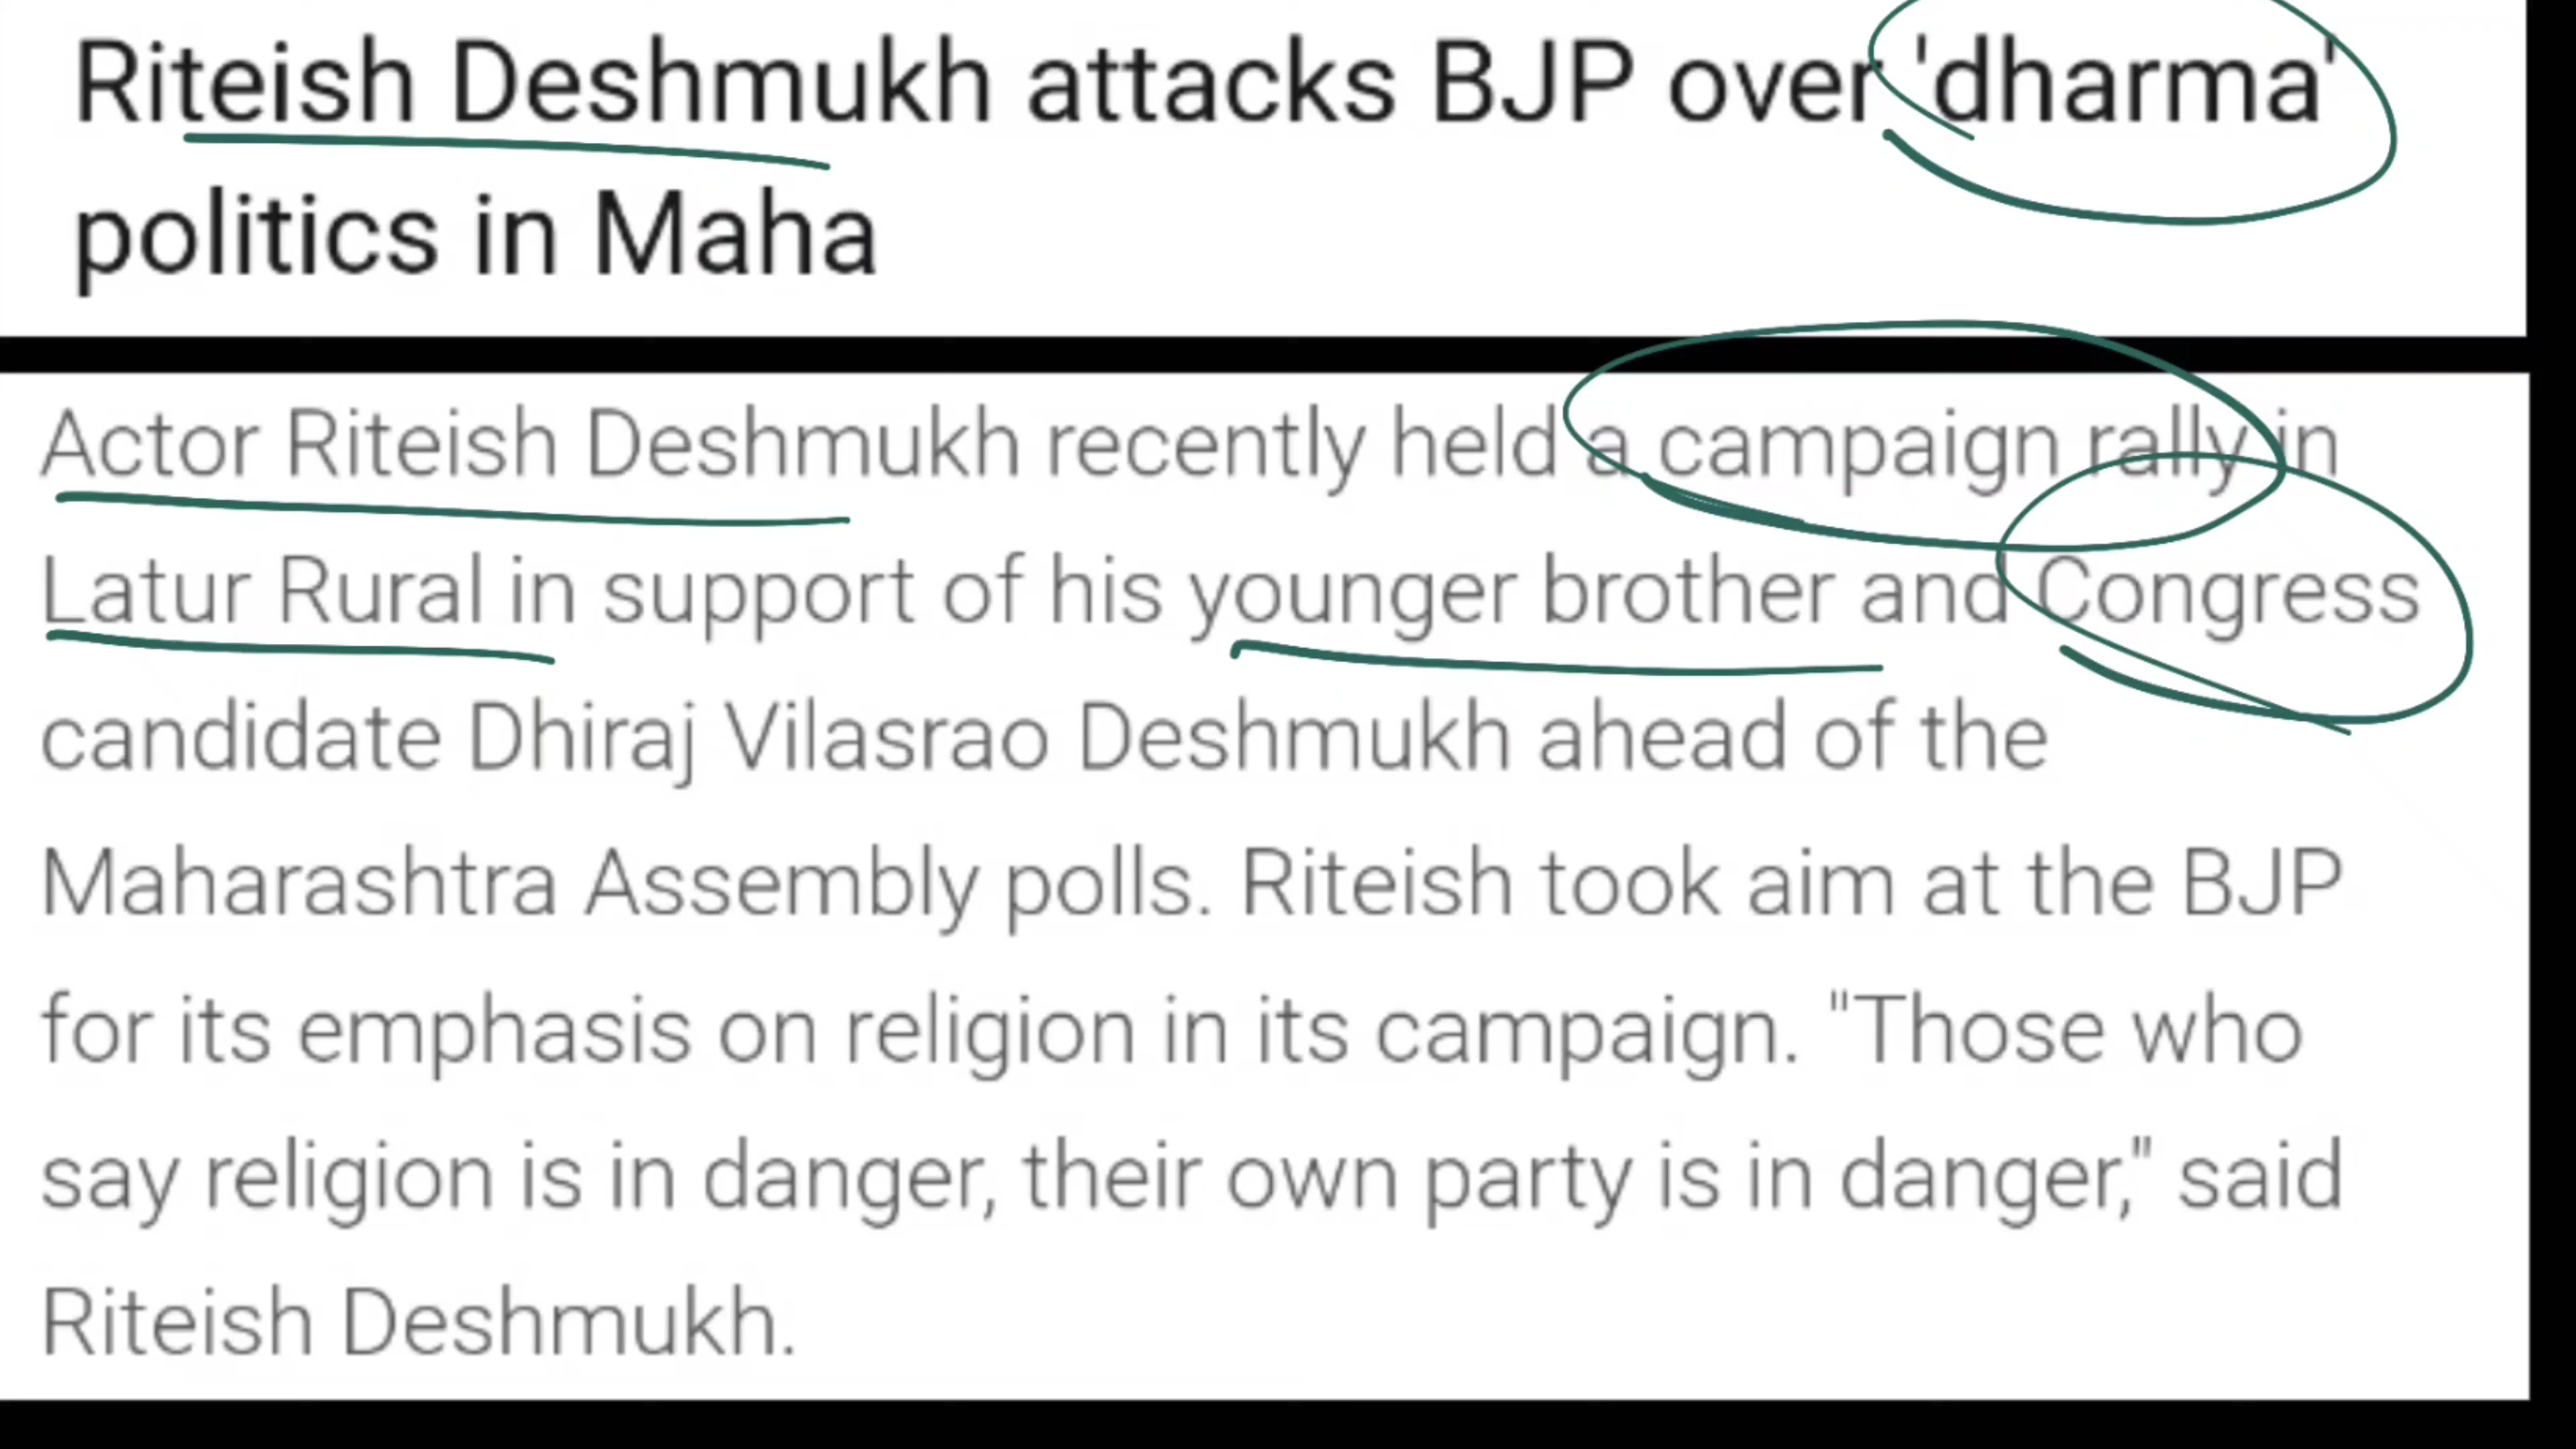 Riteish Deshmukh attacks BJP over 'dharma'
politics in Maha
Actor Riteish Deshmukh recently held a campaign rally in
Latur Rural in support of his younger brother and Congress
candidate Dhiraj Vilasrao Deshmukh ahead of the
Maharashtra Assembly polls. Riteish took aim at the BJP
for its emphasis on religion in its campaign. "Those who
say religion is in danger, their own party is in danger," said
Riteish Deshmukh.